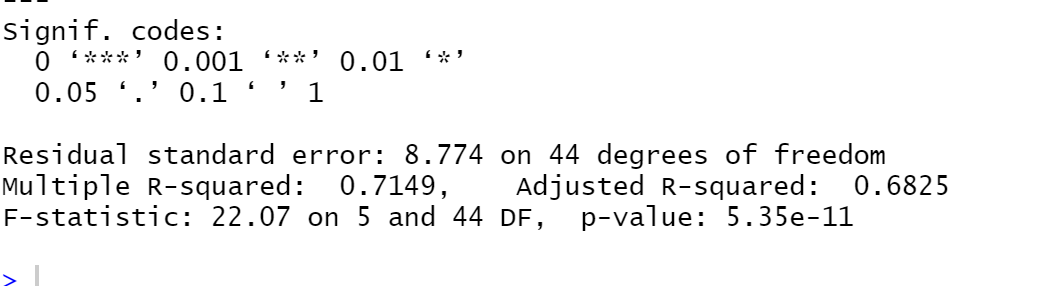 ---
Signif. codes:
  0 ‘***’ 0.001 ‘**’ 0.01 ‘*’
  0.05 ‘.’ 0.1 ‘ ’ 1
Residual standard error: 8.774 on 44 degrees of freedom
Multiple R-squared:  0.7149,    Adjusted R-squared:  0.6825
F-statistic: 22.07 on 5 and 44 DF,  p-value: 5.35e-11
>